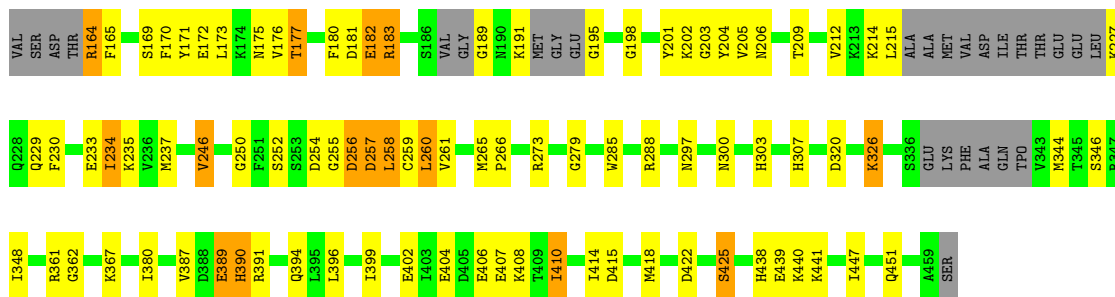 VAL SER ASP THR R164 F165 S169 F170 Y171 E172 L173 K174 N175 V176 T177 F180 D181 E182 R183 S186 VAL GLY G189 N190 K191 MET GLY GLU G195 G198 Y201 K202 G203 Y204 V205 N206 T209 V212 K213 K214 L215 ALA ALA MET VAL ASP ILE THR THR GLU GLU LEU K227
Q228 Q229 F230 E233 I234 K235 V236 M237 V246 G250 F251 S252 S253 D254 G255 D256 D257 L258 C259 L260 V261 M265 P266 R273 G279 W285 R288 N297 N300 H303 H307 D320 K326 S336 GLU LYS PHE ALA GLN TPO V343 M344 T345 S346 R347
I348 R361 G362 K367 I380 V387 D388 E389 H390 R391 Q394 L395 L396 I399 E402 I403 E404 D405 E406 E407 K408 T409 I410 I414 D415 M418 D422 S425 H438 E439 K440 K441 I447 Q451 A459 SER